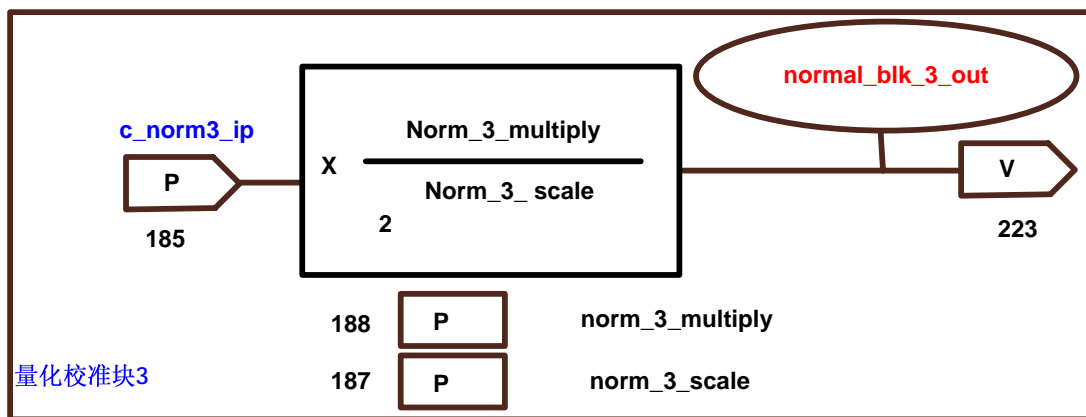 normal_blk_3_out
c_norm3_ip
Norm_3_multiply
P
X
V
Norm_3_ scale
2
185
223
188 P norm_3_multiply
187 P norm_3_scale
量化校准块3